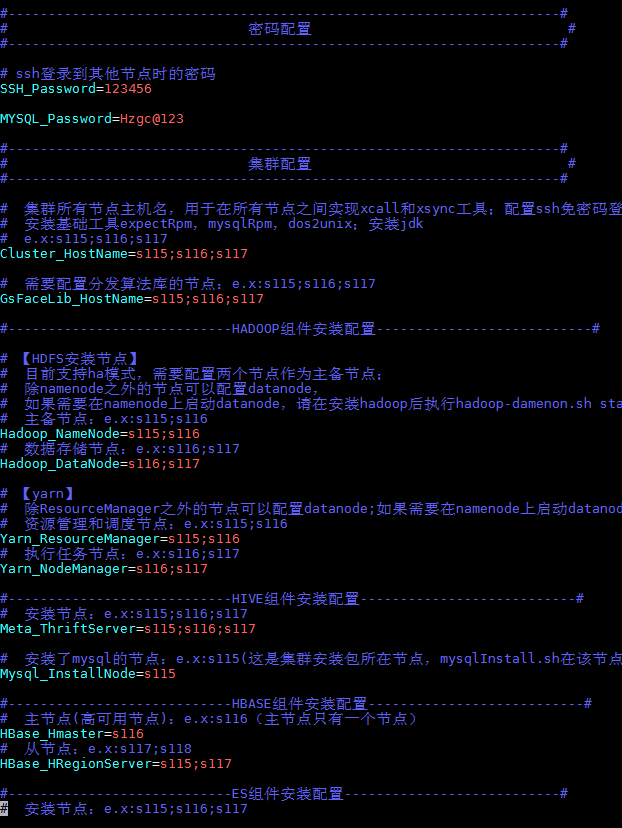 #---------------------------------------------------------------------#
#                              密码配置                                #
#---------------------------------------------------------------------#
# ssh登录到其他节点时的密码
SSH_Password=123456
MYSQL_Password=Hzgc@123
#---------------------------------------------------------------------#
#                              集群配置                                #
#---------------------------------------------------------------------#
#  集群所有节点主机名，用于在所有节点之间实现xcall和xsync工具；配置ssh免密码登
#  安装基础工具expectRpm，mysqlRpm，dos2unix；安装jdk
#  e.x:s115;s116;s117
Cluster_HostName=s115;s116;s117
#  需要配置分发算法库的节点：e.x:s115;s116;s117
GsFaceLib_HostName=s115;s116;s117
#----------------------------HADOOP组件安装配置---------------------------#
# 【HDFS安装节点】
#  目前支持ha模式，需要配置两个节点作为主备节点；
#  除namenode之外的节点可以配置datanode，
#  如果需要在namenode上启动datanode，请在安装hadoop后执行hadoop-damenon.sh sta
#  主备节点：e.x:s115;s116
Hadoop_NameNode=s115;s116
#  数据存储节点：e.x:s116;s117
Hadoop_DataNode=s116;s117
# 【yarn】
#  除ResourceManager之外的节点可以配置datanode;如果需要在namenode上启动datanod
#  资源管理和调度节点：e.x:s115;s116
Yarn_ResourceManager=s115;s116
#  执行任务节点：e.x:s116;s117
Yarn_NodeManager=s116;s117
#----------------------------HIVE组件安装配置---------------------------#
#  安装节点：e.x:s115;s116;s117
Meta_ThriftServer=s115;s116;s117
#  安装了mysql的节点：e.x:s115(这是集群安装包所在节点，mysqlInstall.sh在该节点
Mysql_InstallNode=s115
#----------------------------HBASE组件安装配置---------------------------#
#  主节点(高可用节点)：e.x:s116（主节点只有一个节点）
HBase_Hmaster=s116
#  从节点：e.x:s117;s118
HBase_HRegionServer=s115;s117
#----------------------------ES组件安装配置---------------------------#
#  安装节点：e.x:s115;s116;s117